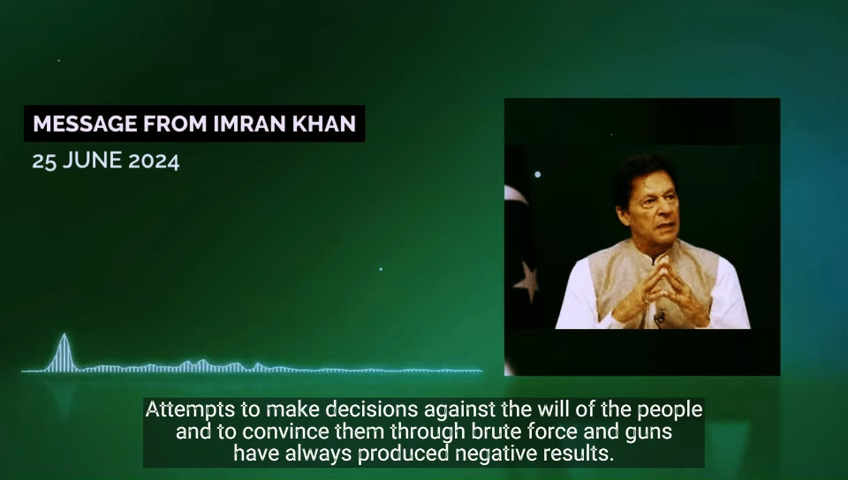 MESSAGE FROM IMRAN KHAN
25 JUNE 2024
Attempts to make decisions against the will of the people
and to convince them through brute force and guns
have always produced negative results.